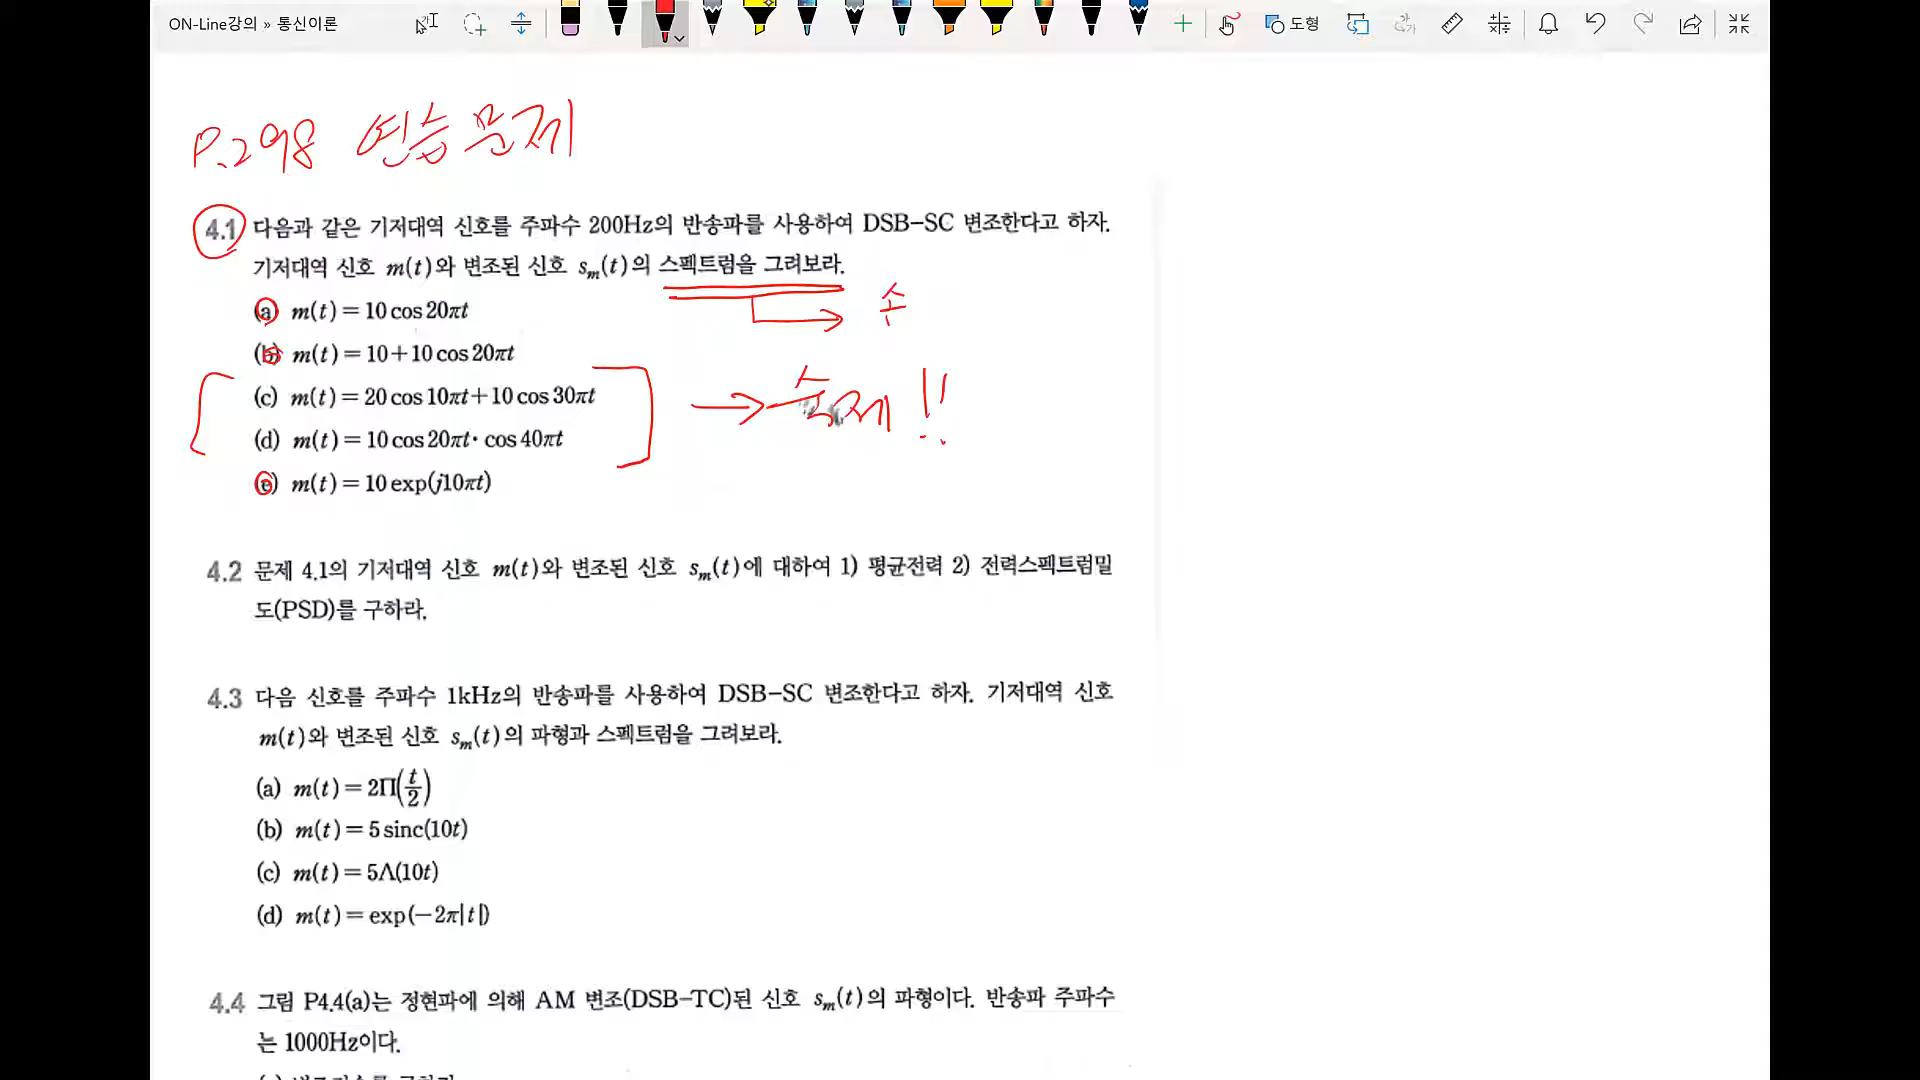 ON-Line강의 » 통신이론
도형
P.298 연습문제
4.1 다음과 같은 기저대역 신호를 주파수 200Hz의 반송파를 사용하여 DSB-SC 변조한다고 하자.
기저대역 신호 m(t)와 변조된 신호 sₘ(t)의 스펙트럼을 그려보라.
(a) m(t)=10 cos 20πt
(b) m(t)=10+10 cos 20πt
(c) m(t)=20 cos 10πt+10 cos 30πt
→ 숙제 !!
(d) m(t)=10 cos 20πt· cos 40πt
(e) m(t)=10 exp(j10πt)
4.2 문제 4.1의 기저대역 신호 m(t)와 변조된 신호 sₘ(t)에 대하여 1) 평균전력 2) 전력스펙트럼밀
도(PSD)를 구하라.
4.3 다음 신호를 주파수 1kHz의 반송파를 사용하여 DSB-SC 변조한다고 하자. 기저대역 신호
m(t)와 변조된 신호 sₘ(t)의 파형과 스펙트럼을 그려보라.
(a) m(t)=2Π(t/2)
(b) m(t)=5 sinc(10t)
(c) m(t)=5Λ(10t)
(d) m(t)=exp(-2π|t|)
4.4 그림 P4.4(a)는 정현파에 의해 AM 변조(DSB-TC)된 신호 sₘ(t)의 파형이다. 반송파 주파수
는 1000Hz이다.